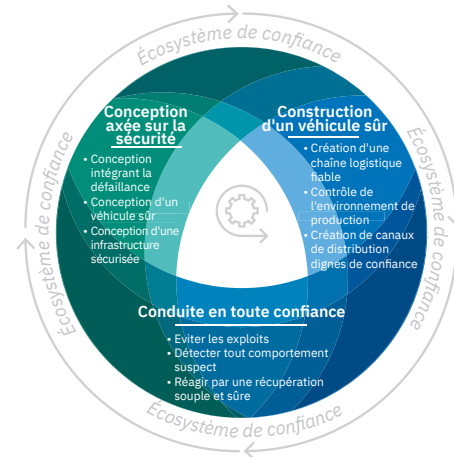 Écosystème de confiance
Conception
axée sur la
sécurité
• Conception
intégrant la
défaillance
• Conception d'un
véhicule sûr
• Conception d'une
infrastructure
sécurisée
Construction
d'un véhicule sûr
• Création d'une
chaîne logistique
fiable
• Contrôle de
l'environnement de
production
• Création de canaux
de distribution
dignes de confiance
Écosystème de confiance
Écosystème de confiance
Conduite en toute confiance
• Eviter les exploits
• Détecter tout comportement
suspect
• Réagir par une récupération
souple et sûre
Écosystème de confiance